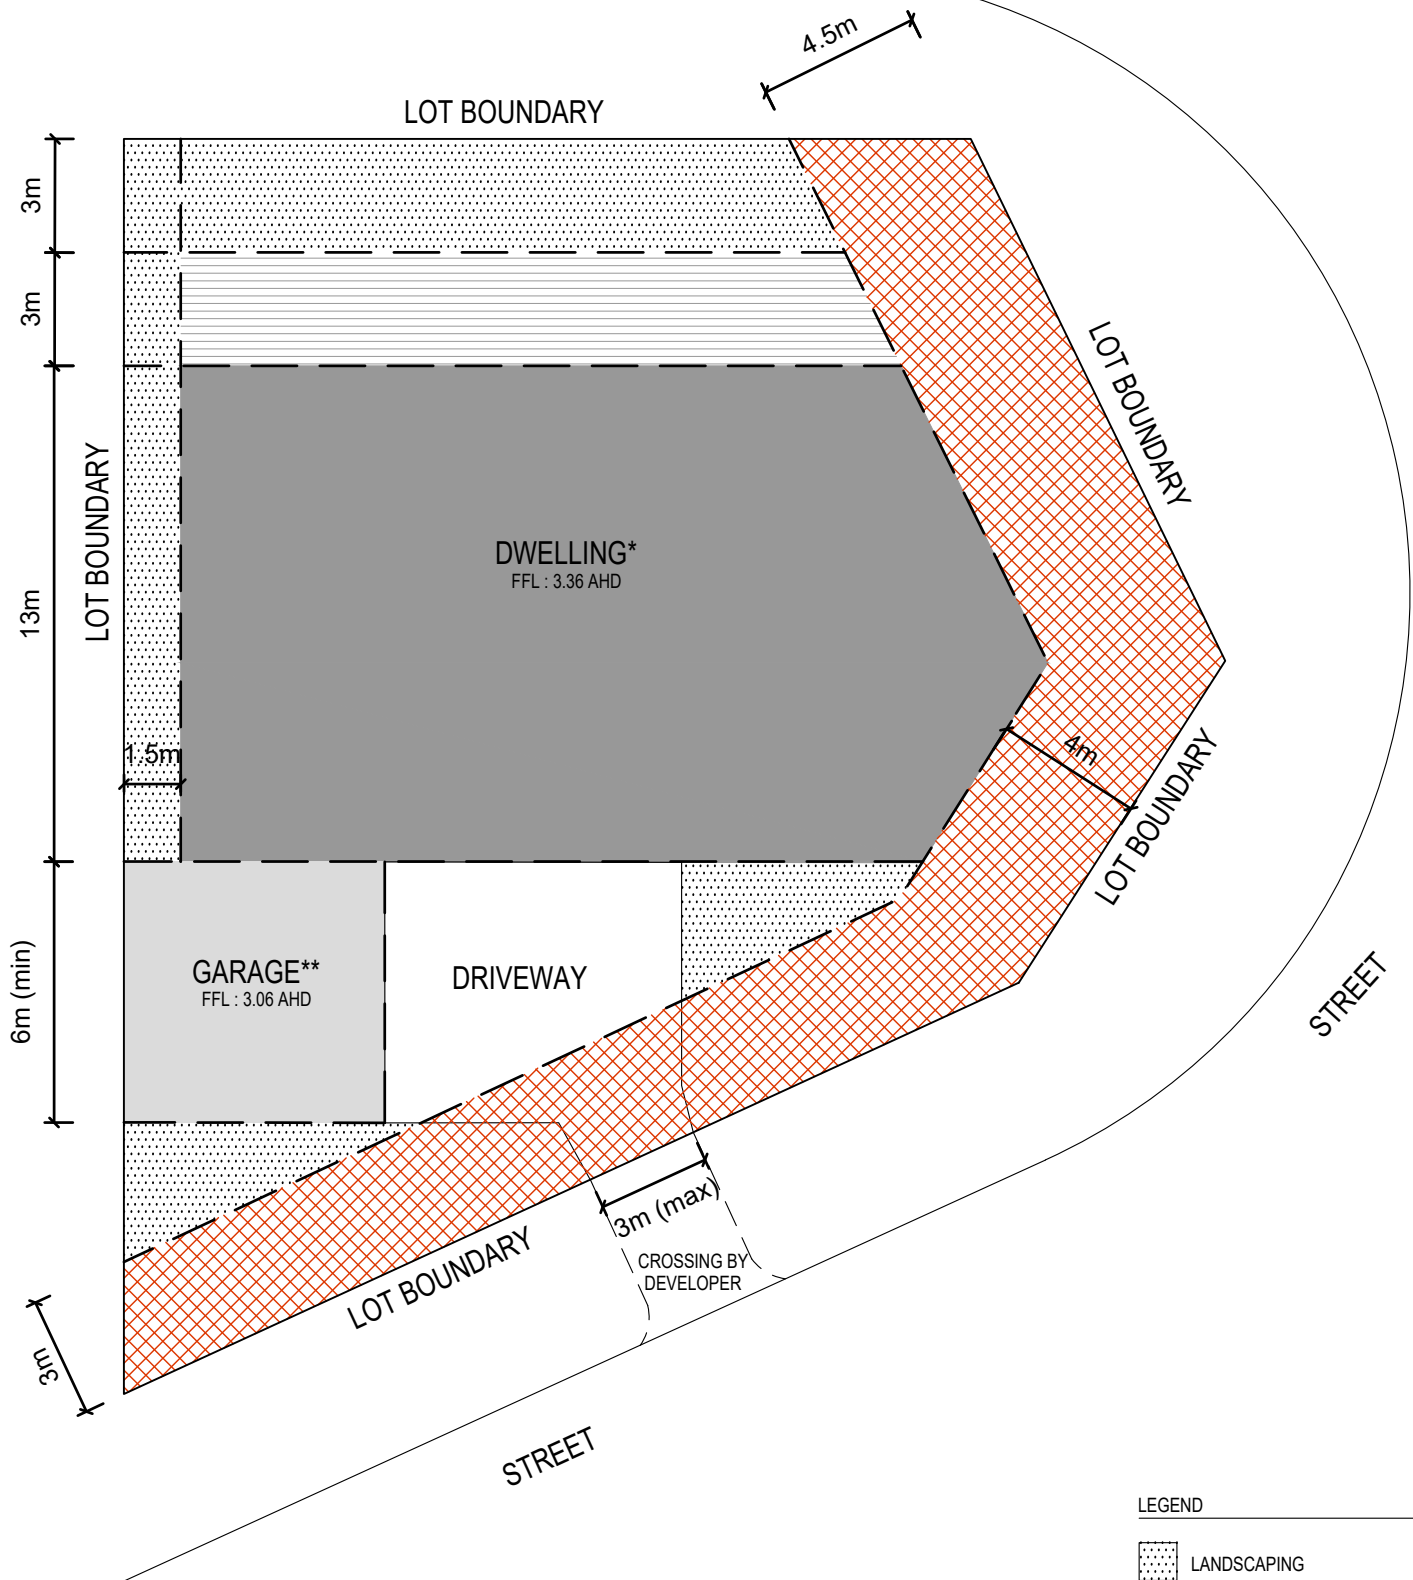 4.5m
LOT BOUNDARY
3m
3m
LOT BOUNDARY
LOT BOUNDARY
DWELLING*
FFL : 3.36 AHD
13m
1.5m
4m
LOT BOUNDARY
6m (min)
GARAGE**
FFL : 3.06 AHD
DRIVEWAY
STREET
3m (max)
CROSSING BY
DEVELOPER
LOT BOUNDARY
3m
STREET
LEGEND
LANDSCAPING